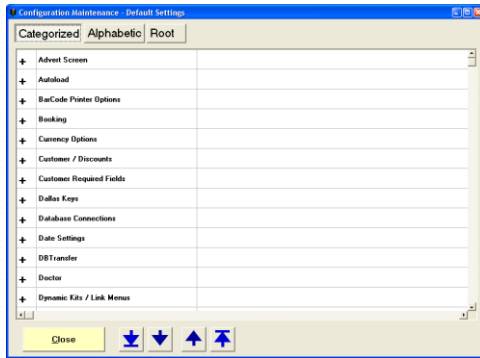 Configuration Maintenance - Default Settings
Categorized Alphabetic Root
Advert Screen
Autoload
BarCode Printer Options
Booking
Currency Options
Customer / Discounts
Customer Required Fields
Dallas Keys
Database Connections
Date Settings
DBTransfer
Doctor
Dynamic Kits / Link Menus
Close